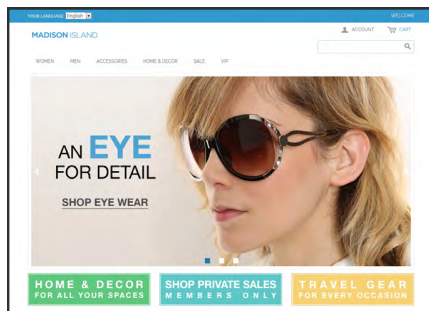 YOUR LANGUAGE: English
WELCOME
MADISON ISLAND
ACCOUNT CART
WOMEN MEN ACCESSORIES HOME & DECOR SALE VIP
AN EYE
FOR DETAIL
SHOP EYE WEAR
HOME & DECOR
FOR ALL YOUR SPACES
SHOP PRIVATE SALES
MEMBERS ONLY
TRAVEL GEAR
FOR EVERY OCCASION